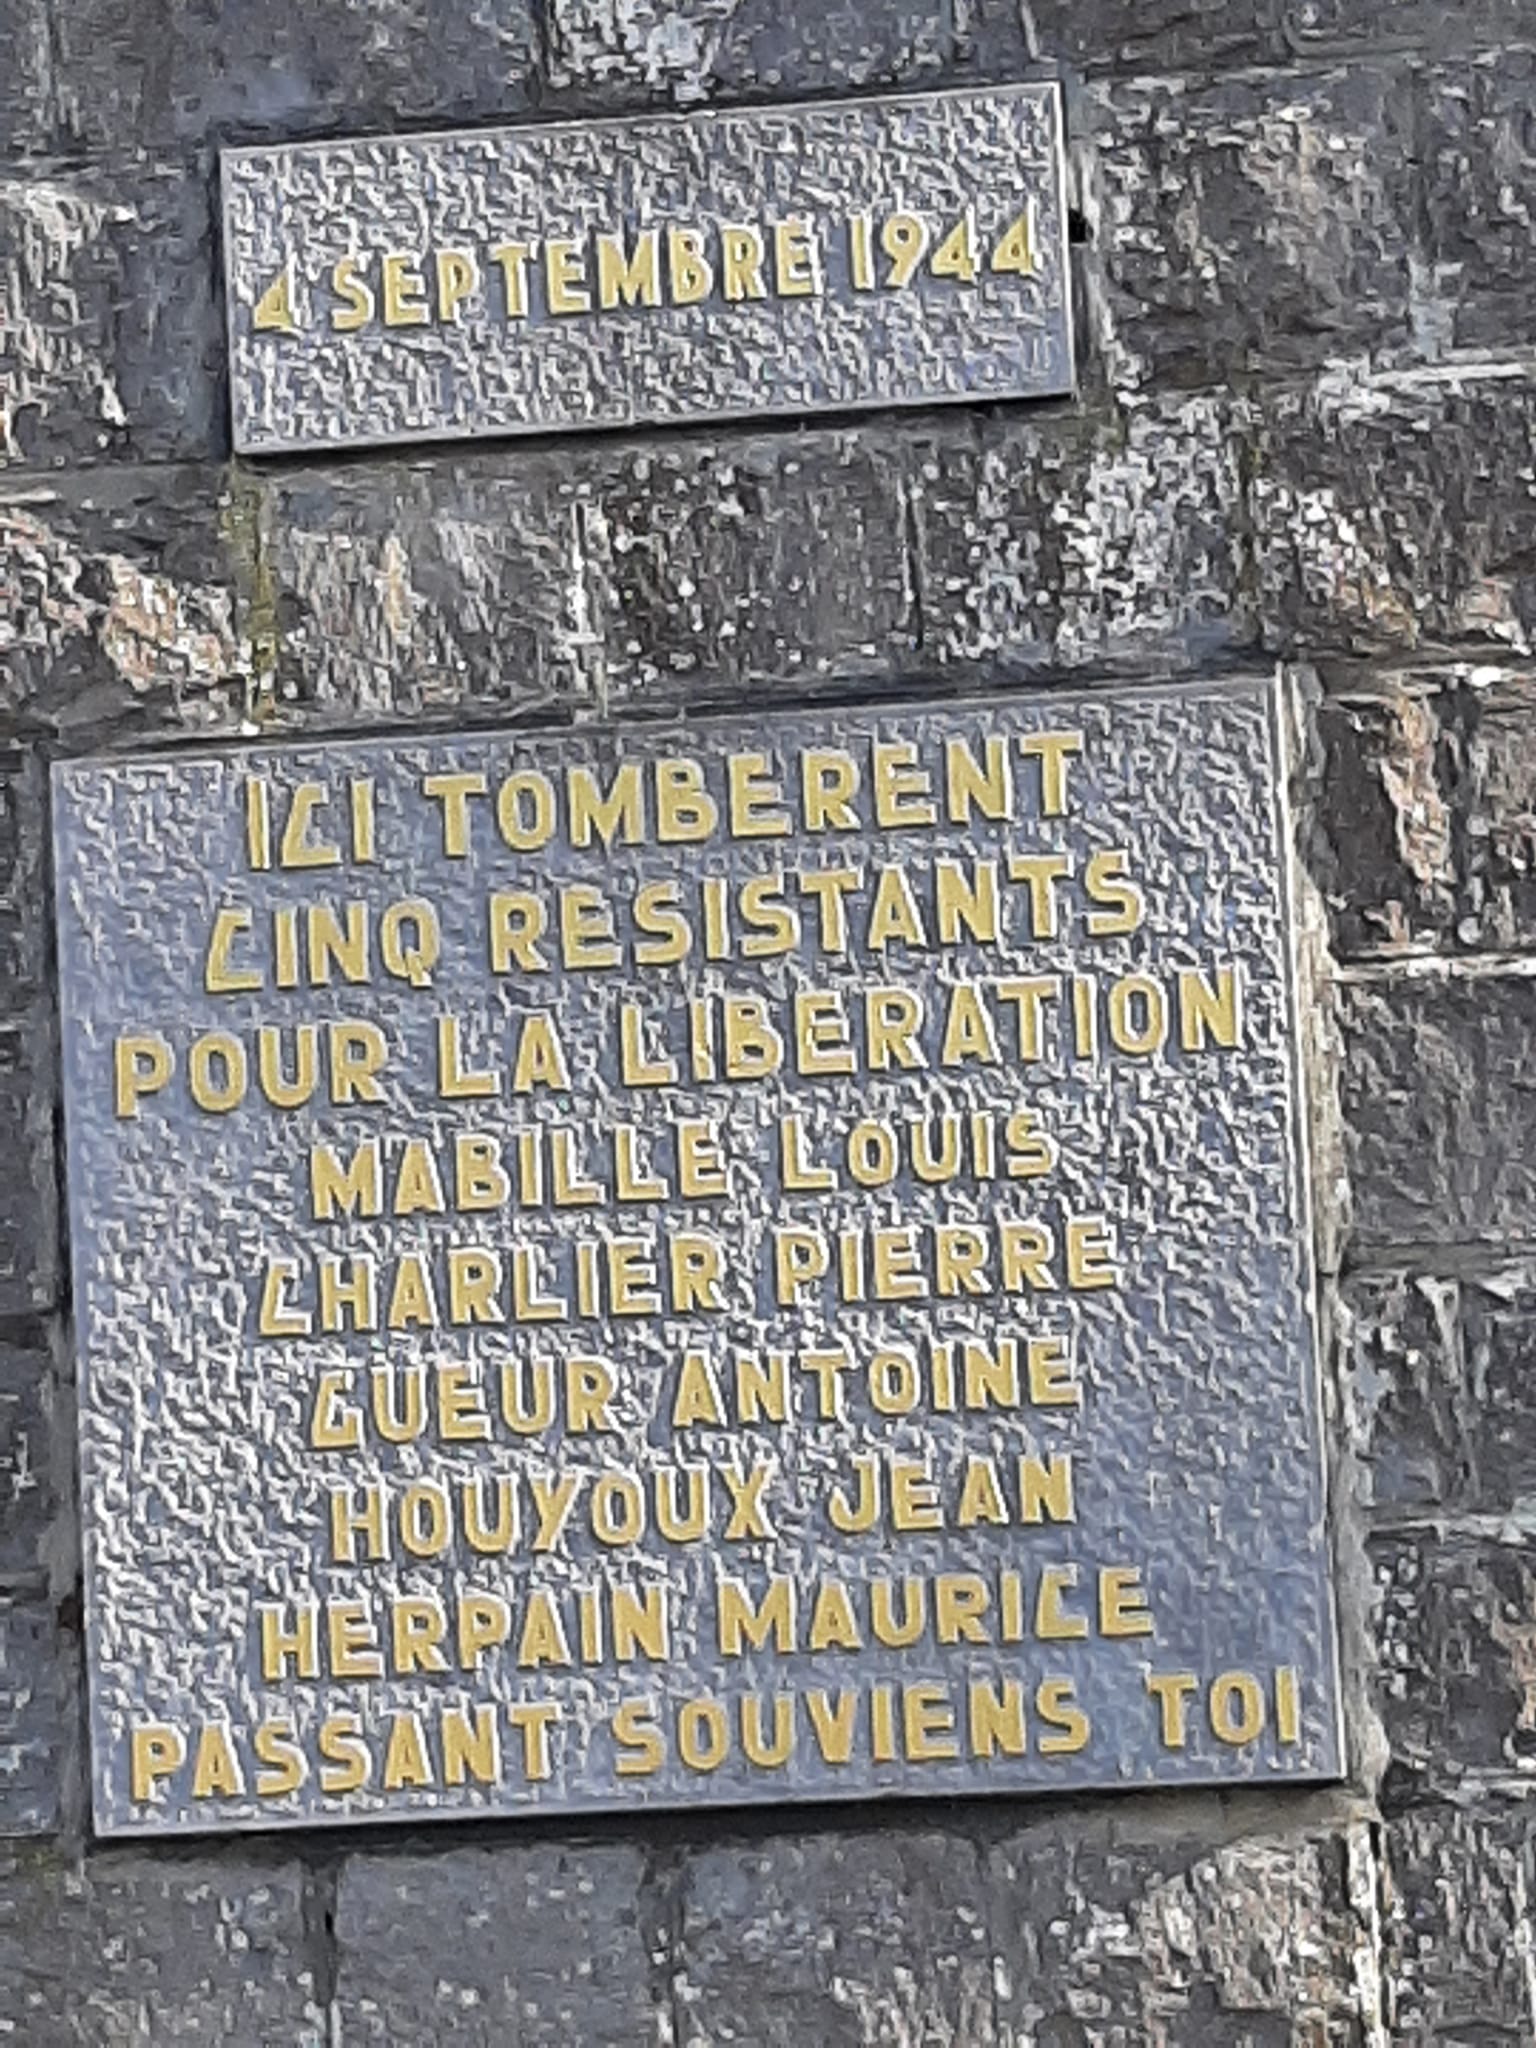 4 SEPTEMBRE 1944
ICI TOMBERENT
CINQ RESISTANTS
POUR LA LIBERATION
MABILLE LOUIS
CHARLIER PIERRE
GUEUR ANTOINE
HOUYOUX JEAN
HERPAIN MAURICE
PASSANT SOUVIENS TOI